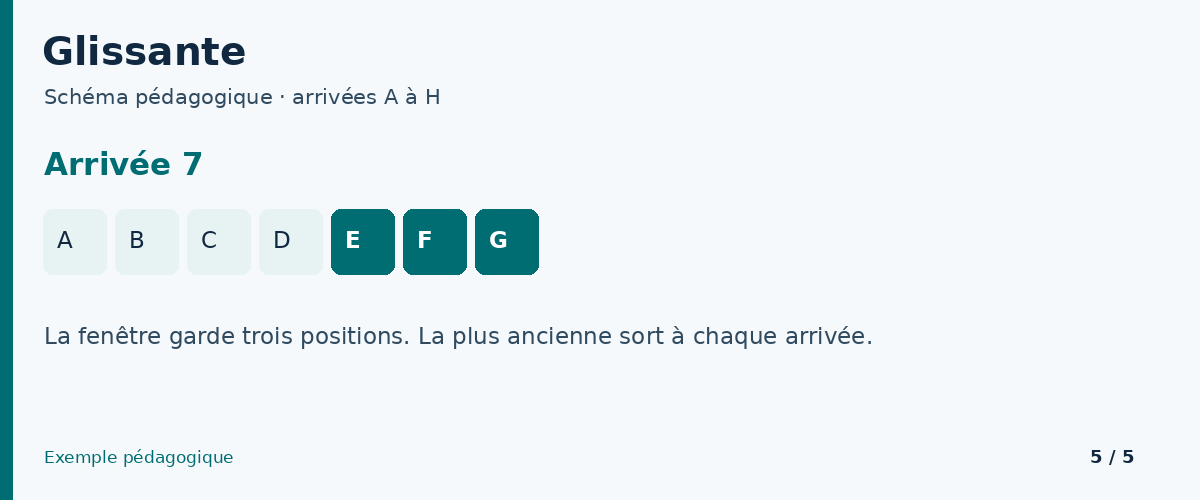 Glissante
Schéma pédagogique · arrivées A à H
Arrivée 7
A B C D E F G
La fenêtre garde trois positions. La plus ancienne sort à chaque arrivée.
Exemple pédagogique
5 / 5